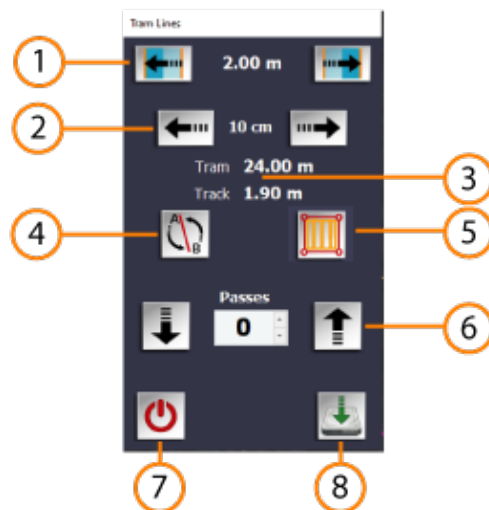 Tram Lines
1
2.00 m
2
10 cm
3
Tram 24.00 m
Track 1.90 m
4
A
B
5
Passes
0
6
7
8